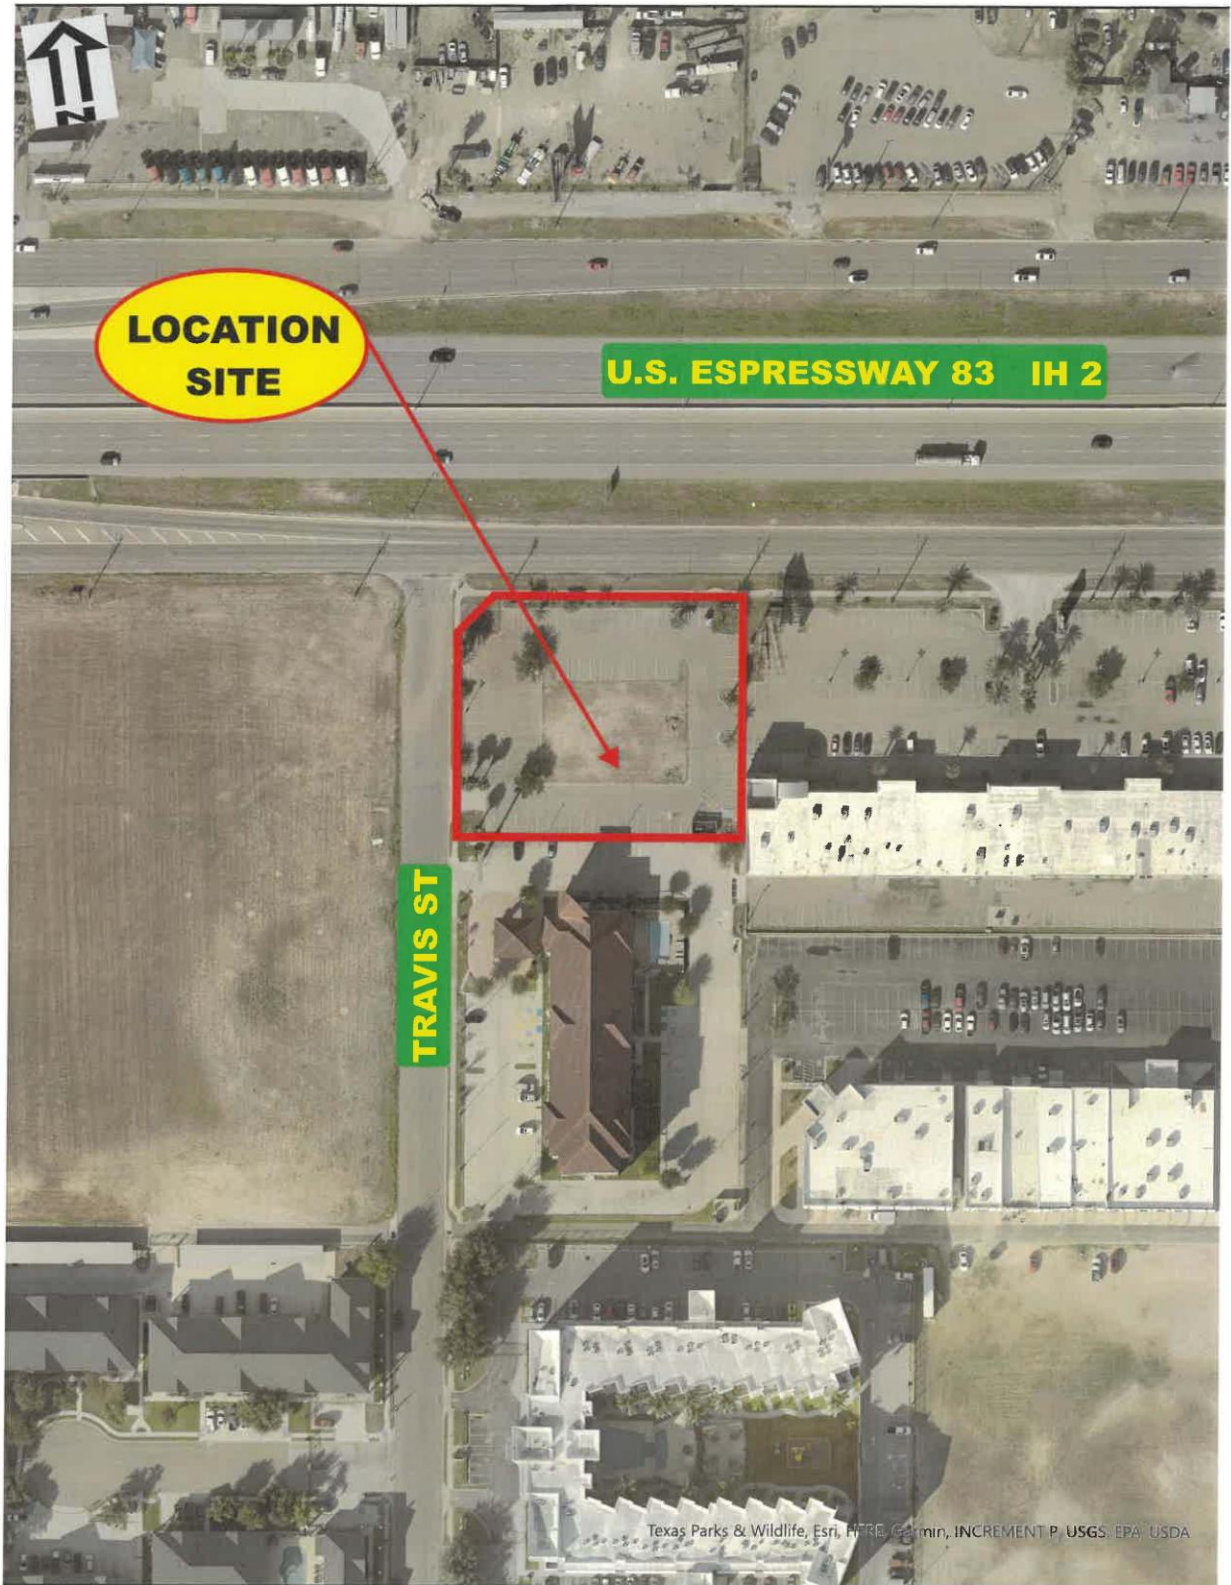 N
LOCATION
SITE
U.S. ESPRESSWAY 83 IH 2
TRAVIS ST
Texas Parks & Wildlife, Esri, HERE, Garmin, INCREMENT P, USGS, EPA, USDA